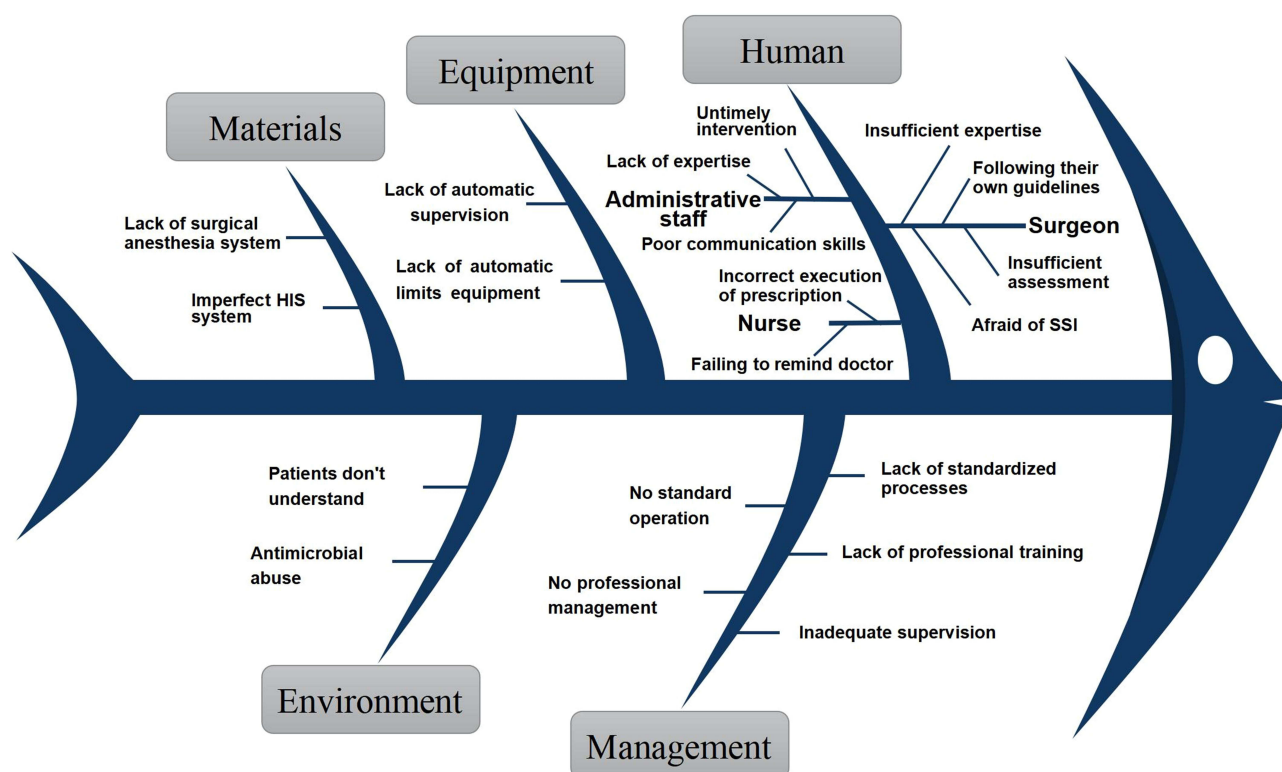 Human
Equipment
Materials
Untimely
intervention
Insufficient expertise
Lack of expertise
Following their
own guidelines
Administrative
staff
Surgeon
Poor communication skills
Insufficient
assessment
Incorrect execution
of prescription
Nurse
Afraid of SSI
Failing to remind doctor
Lack of automatic
supervision
Lack of automatic
limits equipment
Lack of surgical
anesthesia system
Imperfect HIS
system
Patients don't
understand
Antimicrobial
abuse
Environment
No standard
operation
No professional
management
Lack of standardized
processes
Lack of professional training
Inadequate supervision
Management